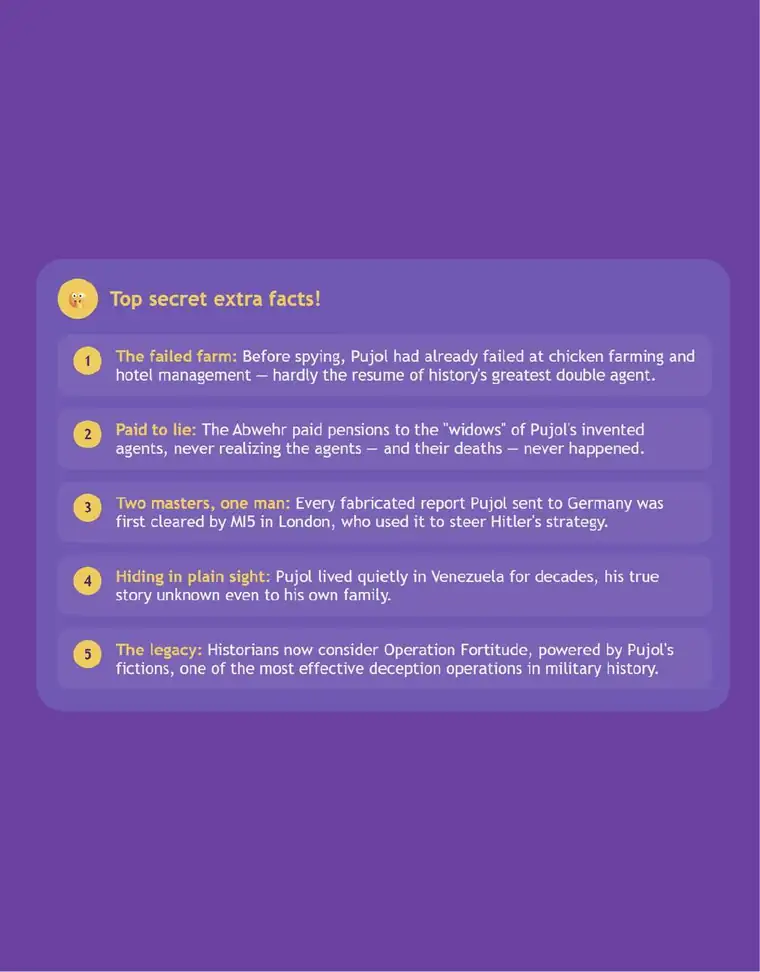 Top secret extra facts!
1
The failed farm: Before spying, Pujol had already failed at chicken farming and
hotel management — hardly the resume of history's greatest double agent.
2
Paid to lie: The Abwehr paid pensions to the "widows" of Pujol's invented
agents, never realizing the agents — and their deaths — never happened.
3
Two masters, one man: Every fabricated report Pujol sent to Germany was
first cleared by MI5 in London, who used it to steer Hitler's strategy.
4
Hiding in plain sight: Pujol lived quietly in Venezuela for decades, his true
story unknown even to his own family.
5
The legacy: Historians now consider Operation Fortitude, powered by Pujol's
fictions, one of the most effective deception operations in military history.